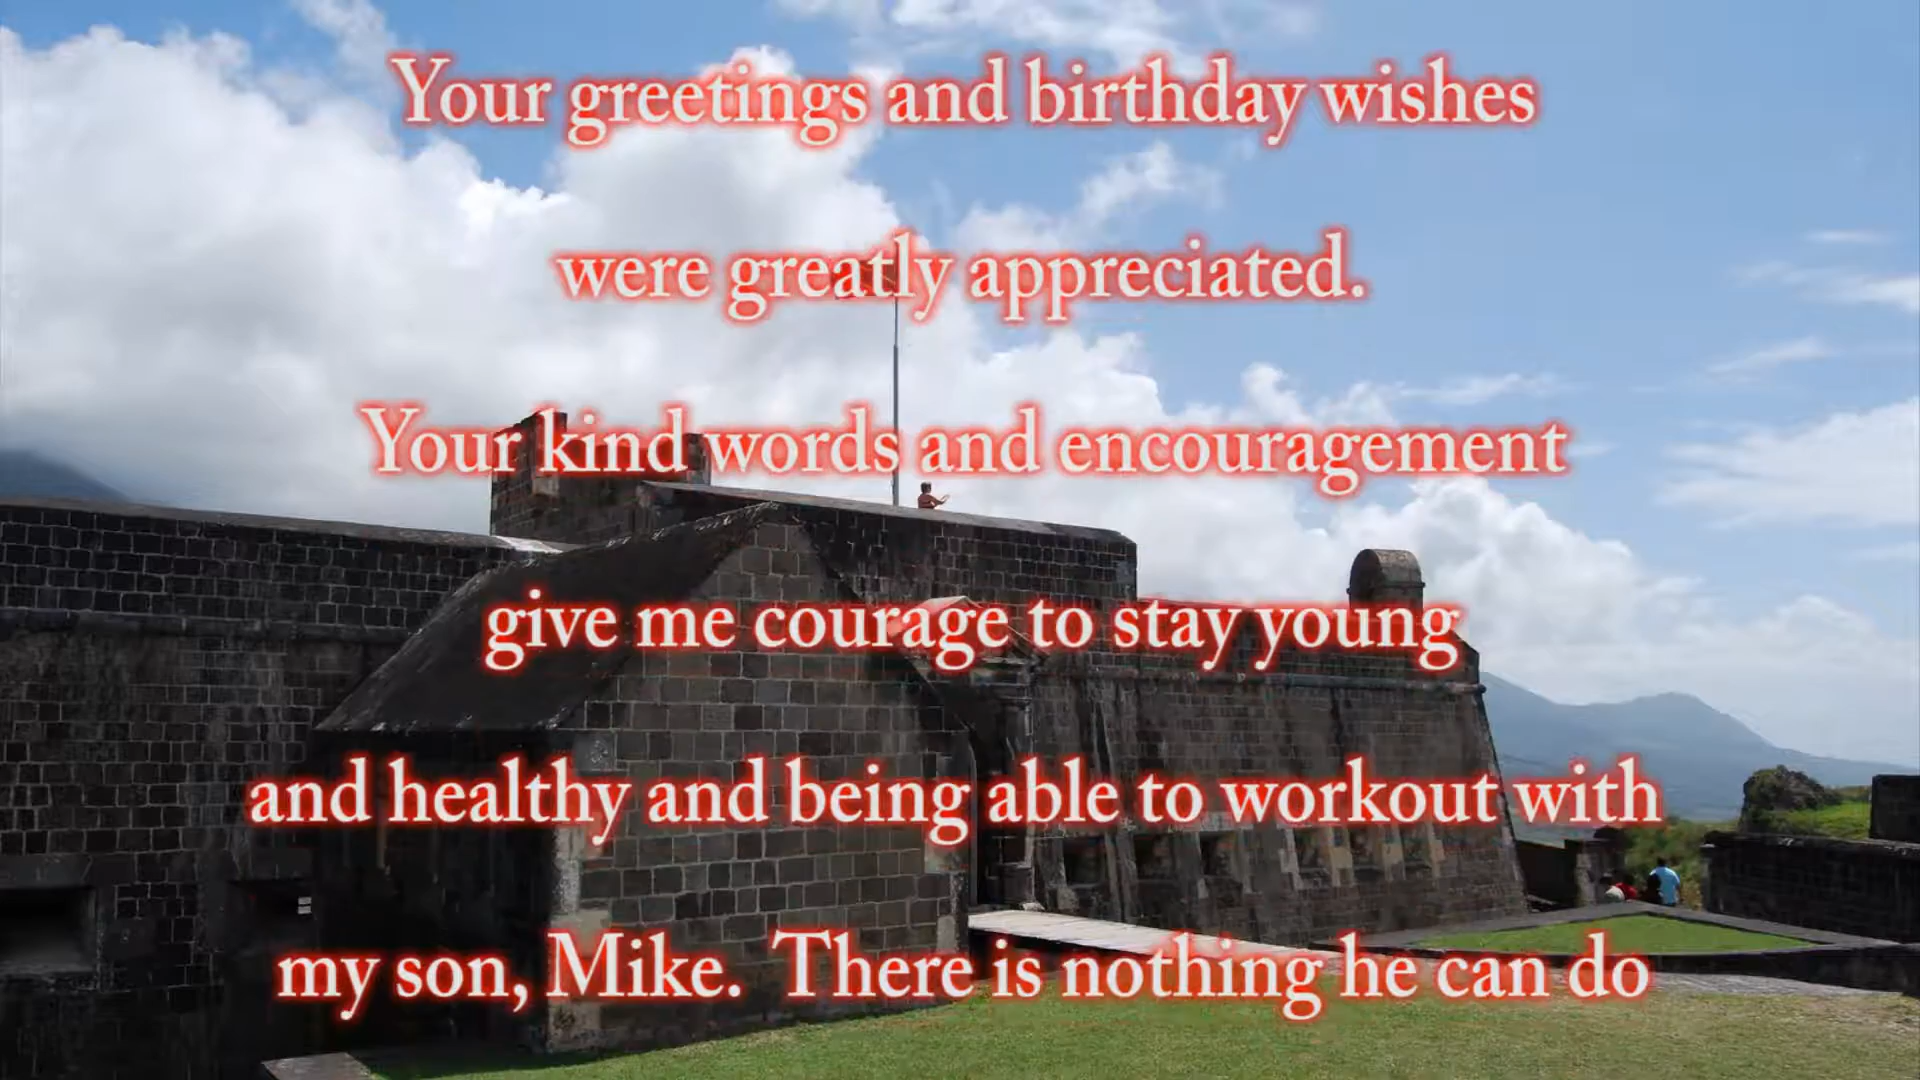 Your greetings and birthday wishes
were greatly appreciated.
Your kind words and encouragement
give me courage to stay young
and healthy and being able to workout with
my son, Mike.  There is nothing he can do